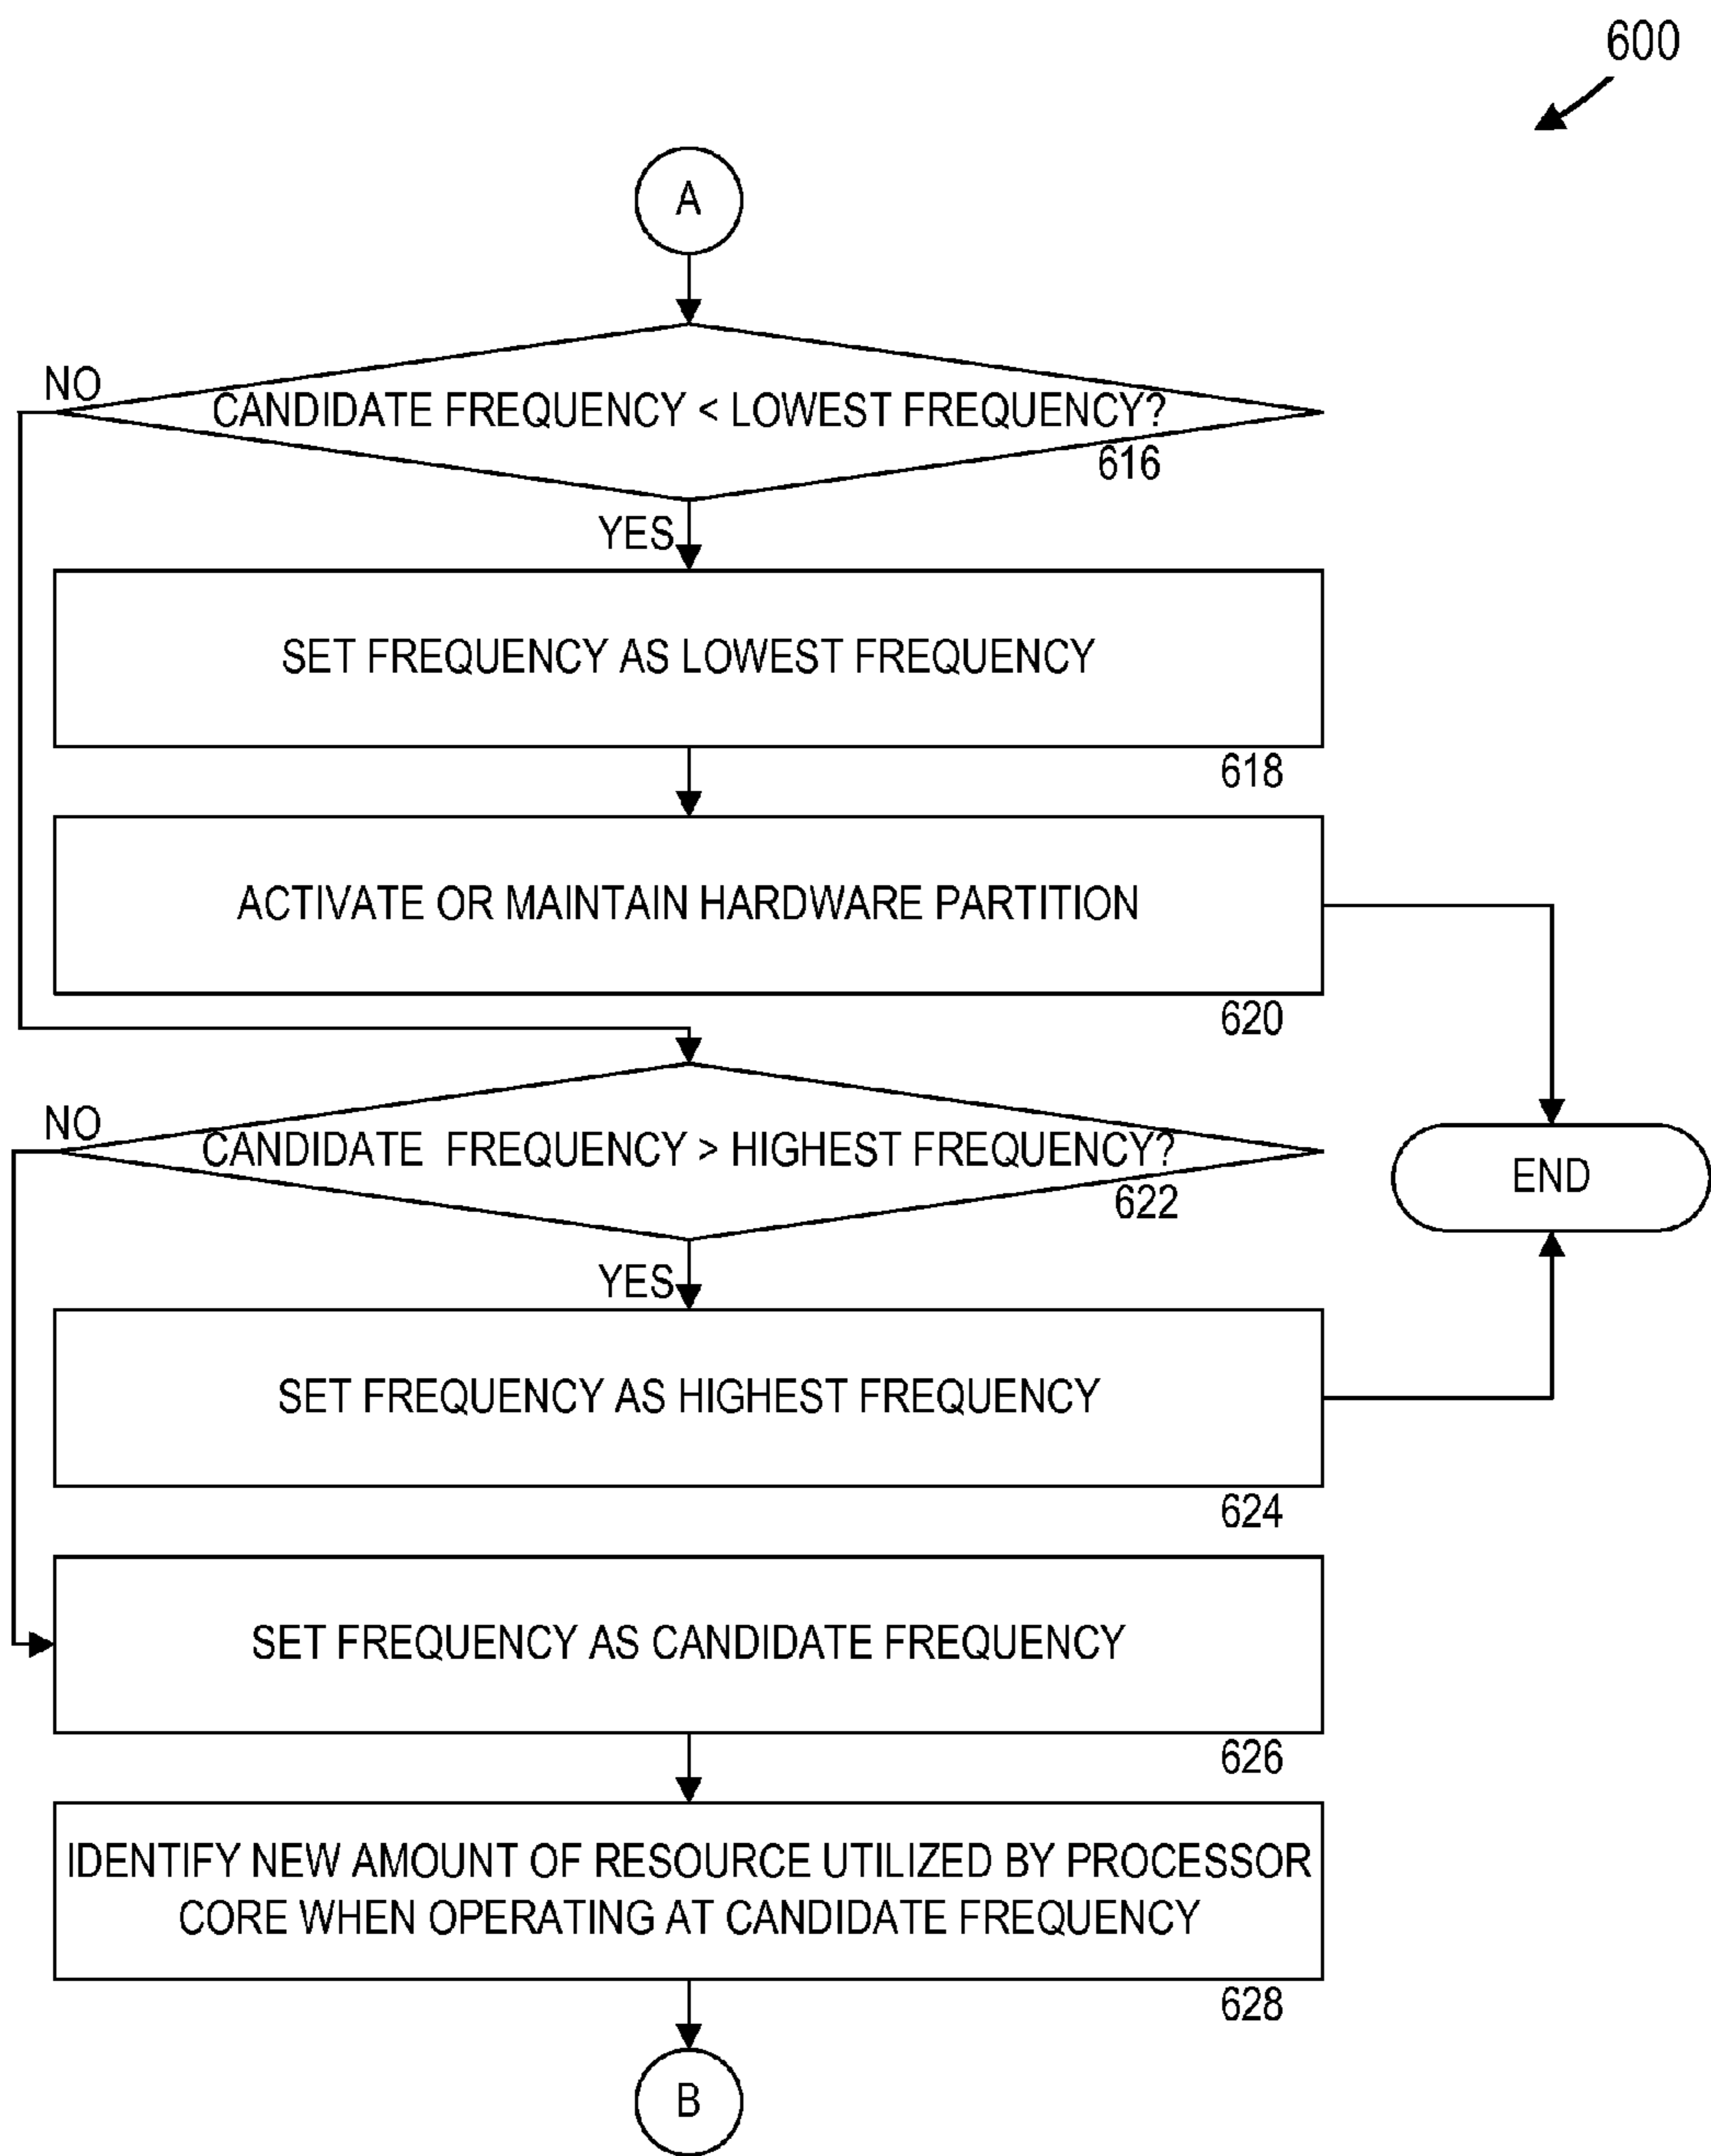 600
A
NO
CANDIDATE FREQUENCY < LOWEST FREQUENCY?
616
YES
SET FREQUENCY AS LOWEST FREQUENCY
618
ACTIVATE OR MAINTAIN HARDWARE PARTITION
620
NO
CANDIDATE FREQUENCY > HIGHEST FREQUENCY?
622
END
YES
SET FREQUENCY AS HIGHEST FREQUENCY
624
SET FREQUENCY AS CANDIDATE FREQUENCY
626
IDENTIFY NEW AMOUNT OF RESOURCE UTILIZED BY PROCESSOR
CORE WHEN OPERATING AT CANDIDATE FREQUENCY
628
B